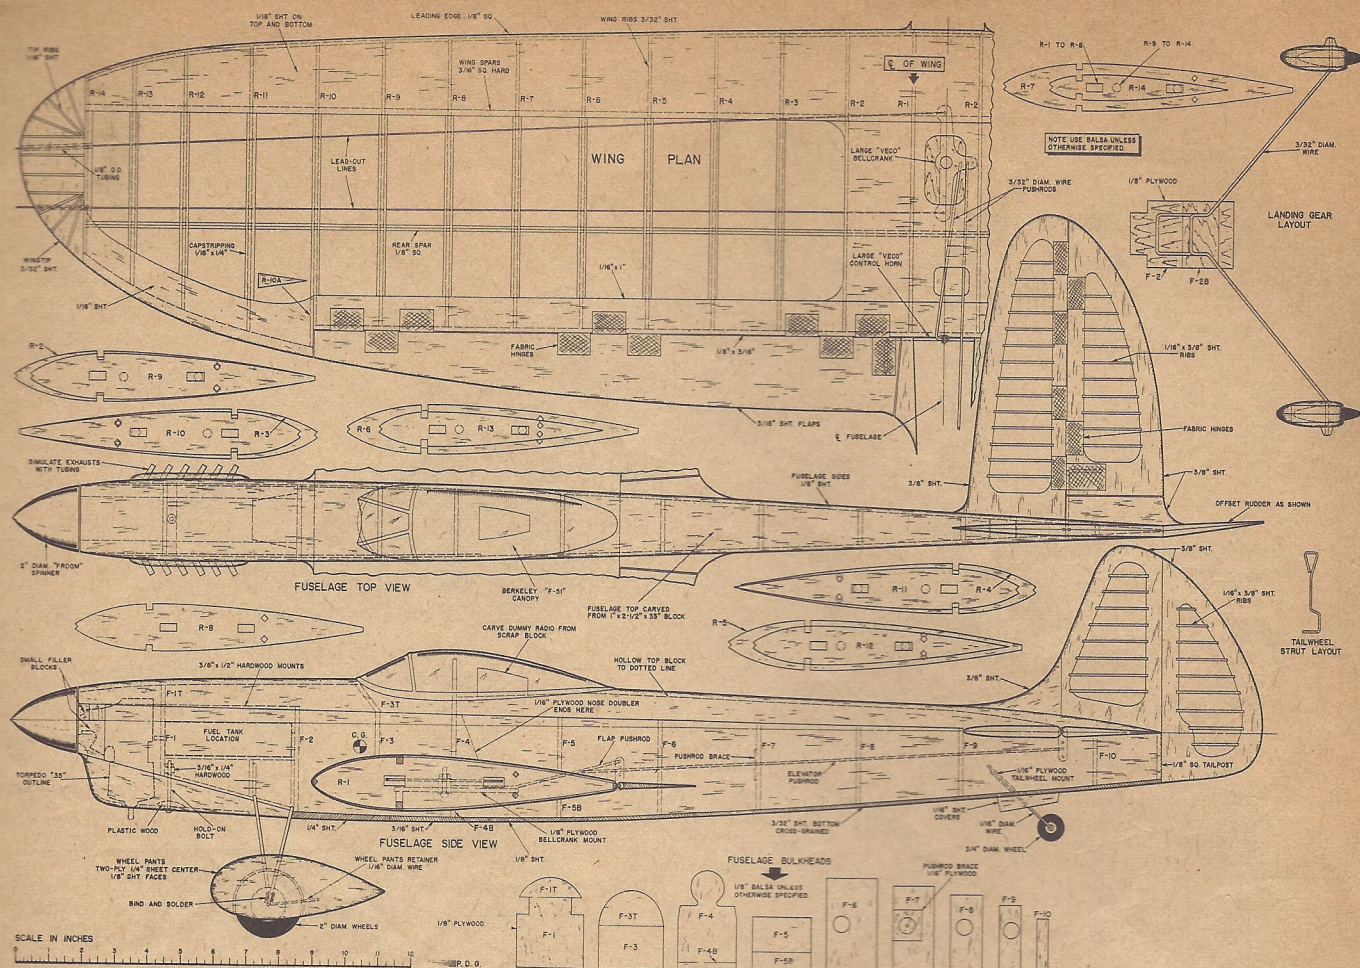 TIP RIBS
1/16" SHT.
1/16" SHT ON
TOP AND BOTTOM
LEADING EDGE 1/8" SQ.
WING RIBS 3/32" SHT.
WING SPARS
3/16" SQ. HARD
℄ OF WING
R-14
R-13
R-12
R-11
R-10
R-9
R-8
R-7
R-6
R-5
R-4
R-3
R-2
R-1
R-2
R-1 TO R-8
R-9 TO R-14
R-7
R-14
NOTE: USE BALSA UNLESS
OTHERWISE SPECIFIED.
3/32" DIAM.
WIRE
LEAD-OUT
LINES
WING PLAN
LARGE "VECO"
BELLCRANK
1/8" O.D.
TUBING
3/32" DIAM. WIRE
PUSHRODS
1/8" PLYWOOD
LANDING GEAR
LAYOUT
F-2
F-2B
WINGTIP
3/32" SHT.
CAPSTRIPPING
1/16" x 1/4"
REAR SPAR
1/8" SQ.
R-10A
1/16" x 1"
LARGE "VECO"
CONTROL HORN
1/16" SHT.
FABRIC
HINGES
1/8" x 3/16"
1/16" x 3/8" SHT.
RIBS
R-2
R-9
3/16" SHT. FLAPS
℄ FUSELAGE
FABRIC HINGES
R-10
R-3
R-6
R-13
SIMULATE EXHAUSTS
WITH TUBING
FUSELAGE SIDES
1/8" SHT.
3/8" SHT.
3/8" SHT.
OFFSET RUDDER AS SHOWN
2" DIAM. "FROOM"
SPINNER
FUSELAGE TOP VIEW
BERKELEY "F-51"
CANOPY
FUSELAGE TOP CARVED
FROM 1" x 2-1/2" x 33" BLOCK
R-11
R-4
3/8" SHT.
1/16" x 3/8" SHT.
RIBS
TAILWHEEL
STRUT LAYOUT
R-8
CARVE DUMMY RADIO FROM
SCRAP BLOCK
R-5
R-12
SMALL FILLER
BLOCKS
3/8" x 1/2" HARDWOOD MOUNTS
HOLLOW TOP BLOCK
TO DOTTED LINE
3/8" SHT.
F-1T
F-3T
1/16" PLYWOOD NOSE DOUBLER
ENDS HERE
FUEL TANK
LOCATION
C.G.
F-1
F-2
F-3
F-4
F-5
F-6
F-7
F-8
F-9
F-10
FLAP PUSHROD
PUSHROD BRACE
ELEVATOR
PUSHROD
TORPEDO "35"
OUTLINE
3/16" x 1/4"
HARDWOOD
R-1
1/16" PLYWOOD
TAILWHEEL MOUNT
1/8" SQ. TAILPOST
F-5B
PLASTIC WOOD
HOLD-ON
BOLT
1/4" SHT.
3/16" SHT.
F-4B
1/8" PLYWOOD
BELLCRANK MOUNT
3/32" SHT. BOTTOM
CROSS-GRAINED
1/16" SHT.
COVERS
1/16" DIAM.
WIRE
3/4" DIAM. WHEEL
FUSELAGE SIDE VIEW
1/8" SHT.
WHEEL PANTS
TWO-PLY 1/4" SHEET CENTER
1/8" SHT. FACES
WHEEL PANTS RETAINER
1/16" DIAM. WIRE
BIND AND SOLDER
2" DIAM. WHEELS
FUSELAGE BULKHEADS
1/8" BALSA UNLESS
OTHERWISE SPECIFIED.
PUSHROD BRACE
1/16" PLYWOOD
1/8" PLYWOOD
F-1T
F-1
F-3T
F-3
F-4
F-4B
F-5
F-5B
F-6
F-7
F-8
F-9
F-10
SCALE IN INCHES
0 1 2 3 4 5 6 7 8 9 10 11 12
P. D. G.